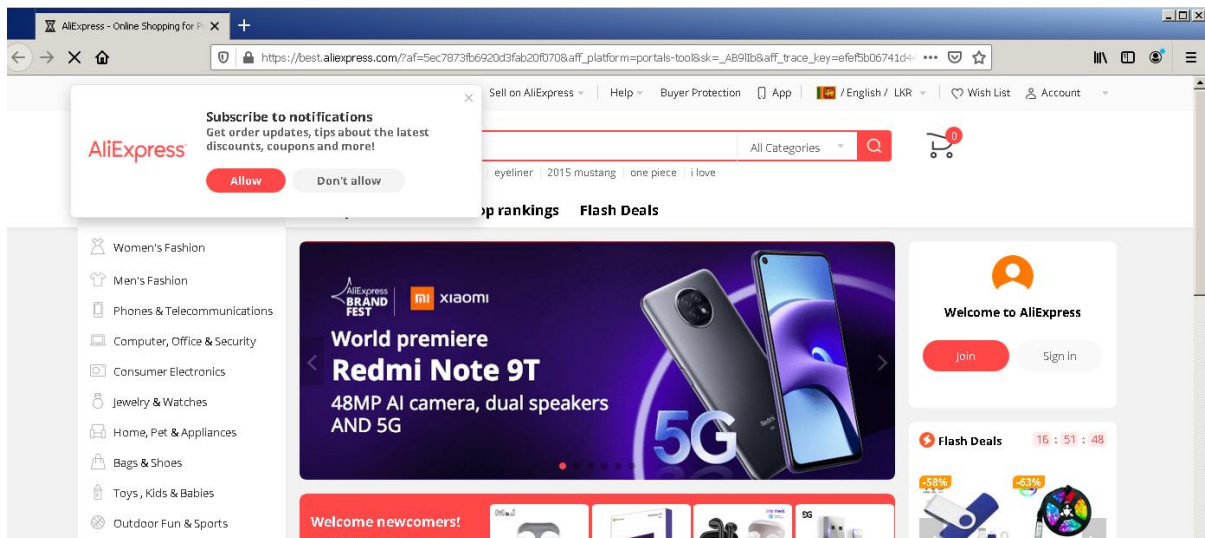 AliExpress - Online Shopping for Po
https://best.aliexpress.com/?af=5ec7873fb6920d3fab20f0708&aff_platform=portals-tool&sk=_AB9lIb&aff_trace_key=efef5b06741d4
Sell on AliExpress
Help
Buyer Protection
App
/ English / LKR
Wish List
Account
AliExpress
Subscribe to notifications
Get order updates, tips about the latest
discounts, coupons and more!
Allow
Don't allow
All Categories
0
eyeliner
2015 mustang
one piece
i love
rankings
Flash Deals
Women's Fashion
Men's Fashion
Phones & Telecommunications
Computer, Office & Security
Consumer Electronics
Jewelry & Watches
Home, Pet & Appliances
Bags & Shoes
Toys , Kids & Babies
Outdoor Fun & Sports
AliExpress
BRAND
FEST
mi xiaomi
World premiere
Redmi Note 9T
48MP AI camera, dual speakers
AND 5G
5G
Welcome to AliExpress
Join
Sign in
Flash Deals
16 : 51 : 48
-58%
-63%
Welcome newcomers!
5G